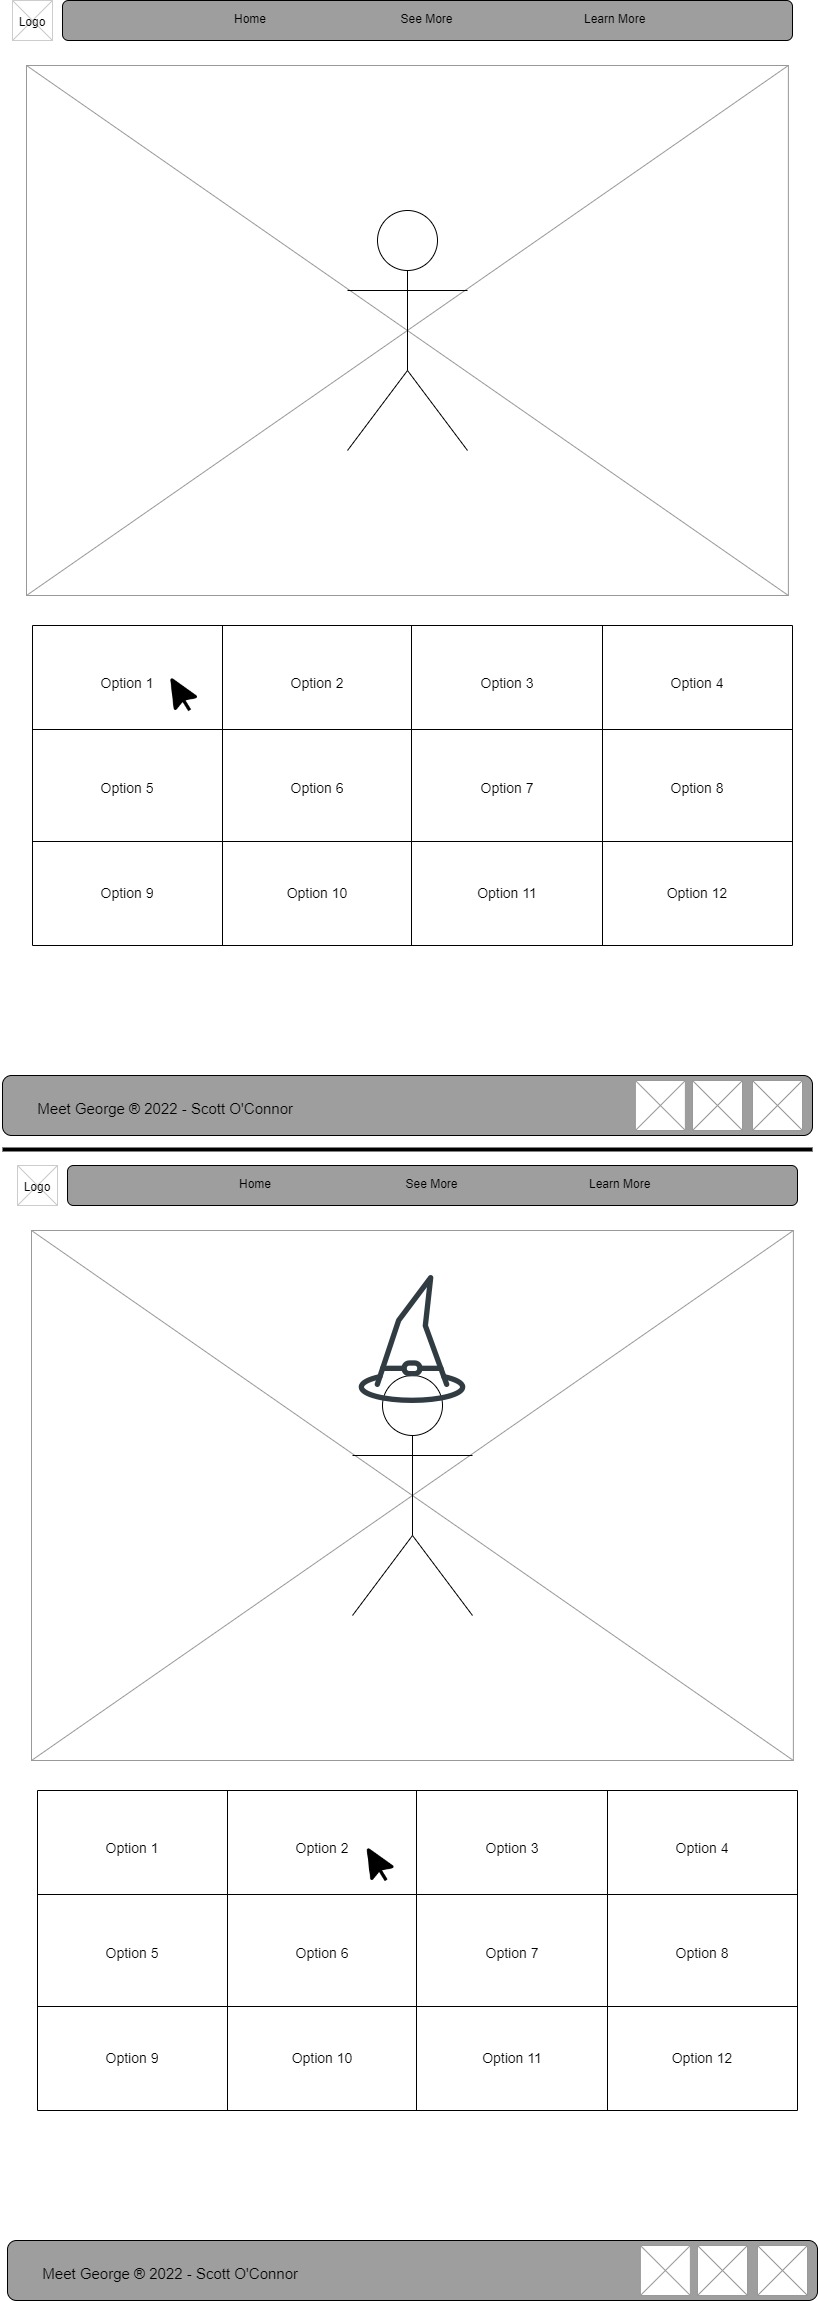 Logo
Home
See More
Learn More
Option 1
Option 2
Option 3
Option 4
Option 5
Option 6
Option 7
Option 8
Option 9
Option 10
Option 11
Option 12
Meet George ® 2022 - Scott O'Connor
Logo
Home
See More
Learn More
Option 1
Option 2
Option 3
Option 4
Option 5
Option 6
Option 7
Option 8
Option 9
Option 10
Option 11
Option 12
Meet George ® 2022 - Scott O'Connor